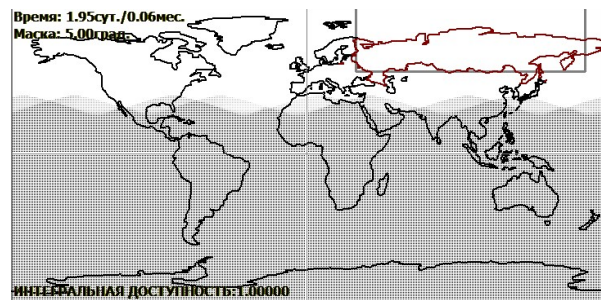 Время: 1.95сут./0.06мес.
Маска: 5.00град.
ИНТЕГРАЛЬНАЯ ДОСТУПНОСТЬ:1.00000